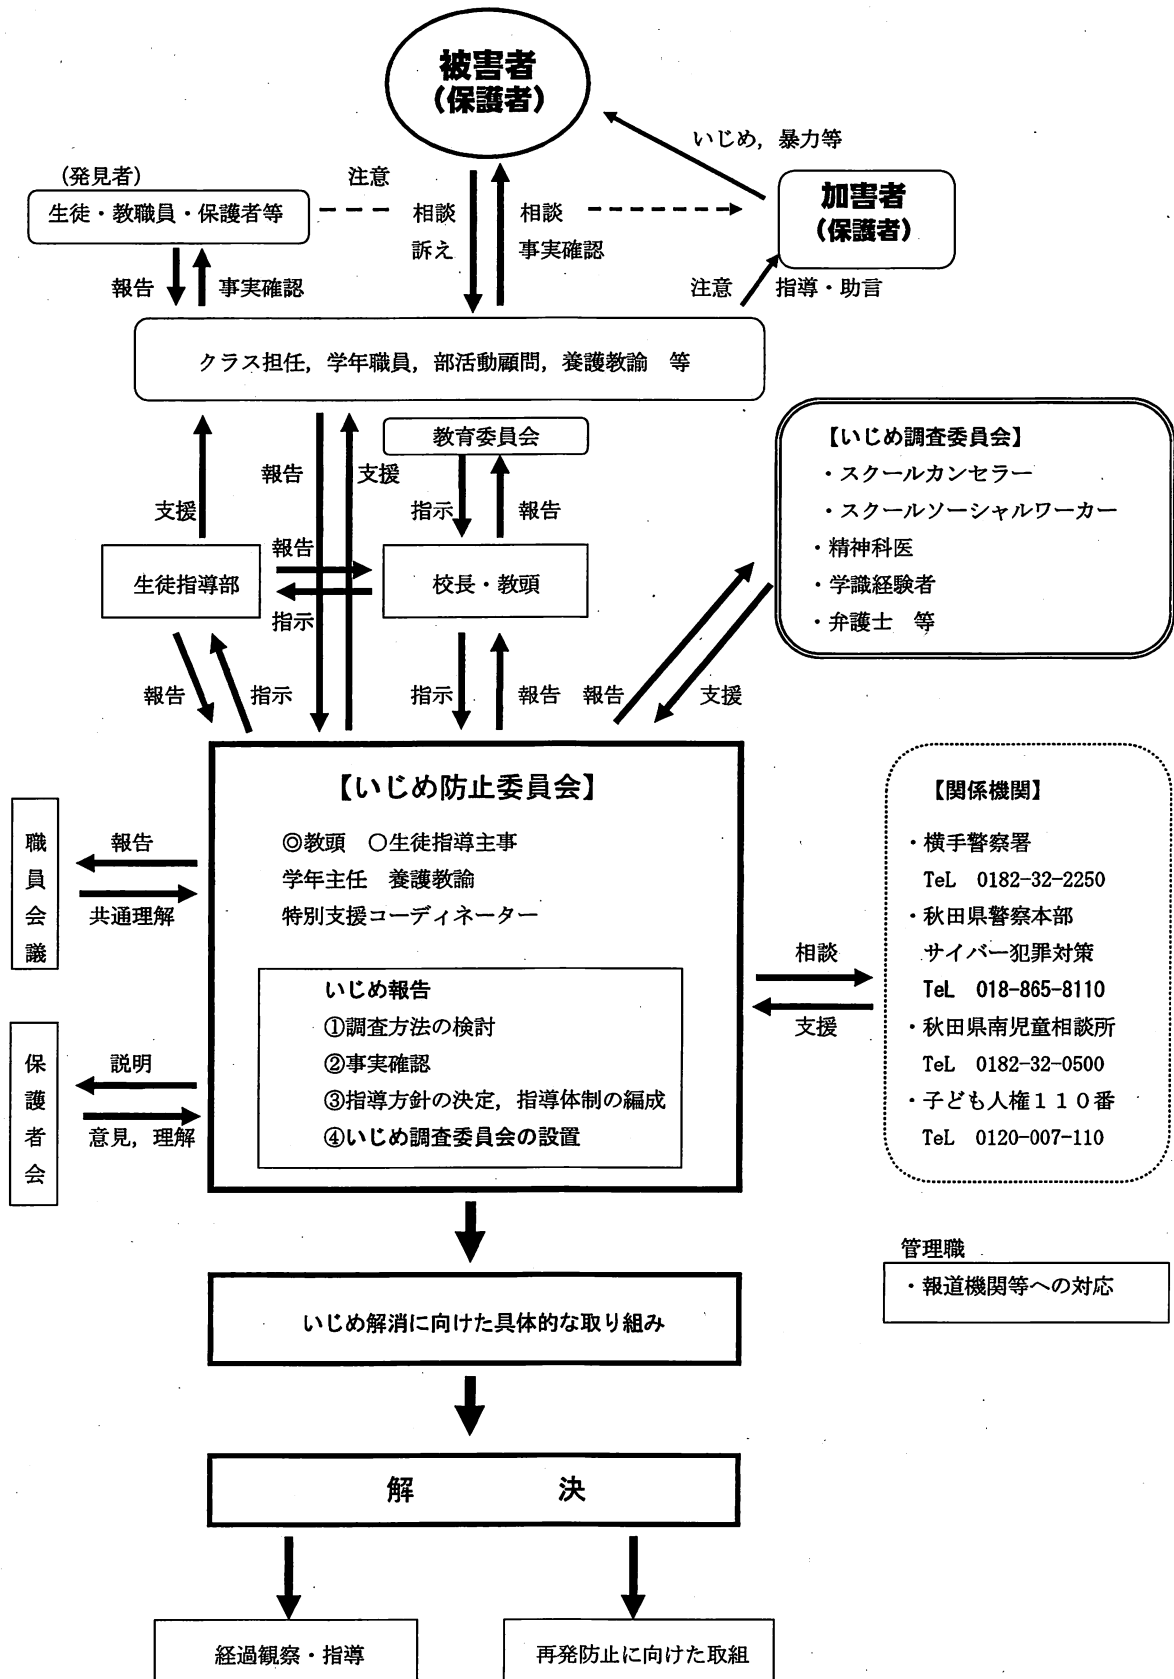 被害者
(保護者)
いじめ，暴力等
(発見者)
注意
生徒・教職員・保護者等
加害者
(保護者)
相談
訴え
相談
事実確認
報告
事実確認
注意
指導・助言
クラス担任，学年職員，部活動顧問，養護教諭　等
教育委員会
報告
支援
支援
指示
報告
【いじめ調査委員会】
・スクールカンセラー
・スクールソーシャルワーカー
・精神科医
・学識経験者
・弁護士　等
報告
生徒指導部
校長・教頭
指示
報告
指示
指示
報告
報告
支援
【いじめ防止委員会】
◎教頭　○生徒指導主事
学年主任　養護教諭
特別支援コーディネーター
職員会議
報告
共通理解
いじめ報告
①調査方法の検討
②事実確認
③指導方針の決定，指導体制の編成
④いじめ調査委員会の設置
保護者会
説明
意見，理解
相談
支援
【関係機関】
・横手警察署
TeL　0182-32-2250
・秋田県警察本部
サイバー犯罪対策
TeL　018-865-8110
・秋田県南児童相談所
TeL　0182-32-0500
・子ども人権１１０番
TeL　0120-007-110
管理職
・報道機関等への対応
いじめ解消に向けた具体的な取り組み
解　　　決
経過観察・指導
再発防止に向けた取組